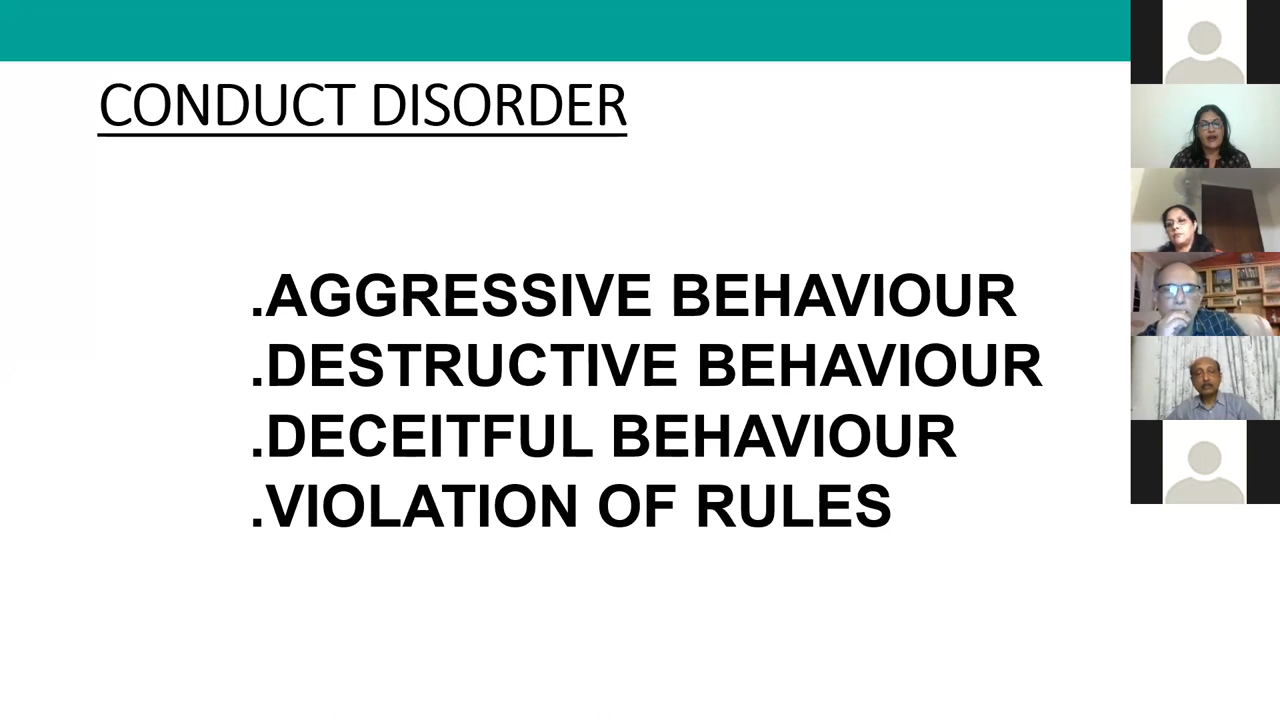 CONDUCT DISORDER
.AGGRESSIVE BEHAVIOUR
.DESTRUCTIVE BEHAVIOUR
.DECEITFUL BEHAVIOUR
.VIOLATION OF RULES